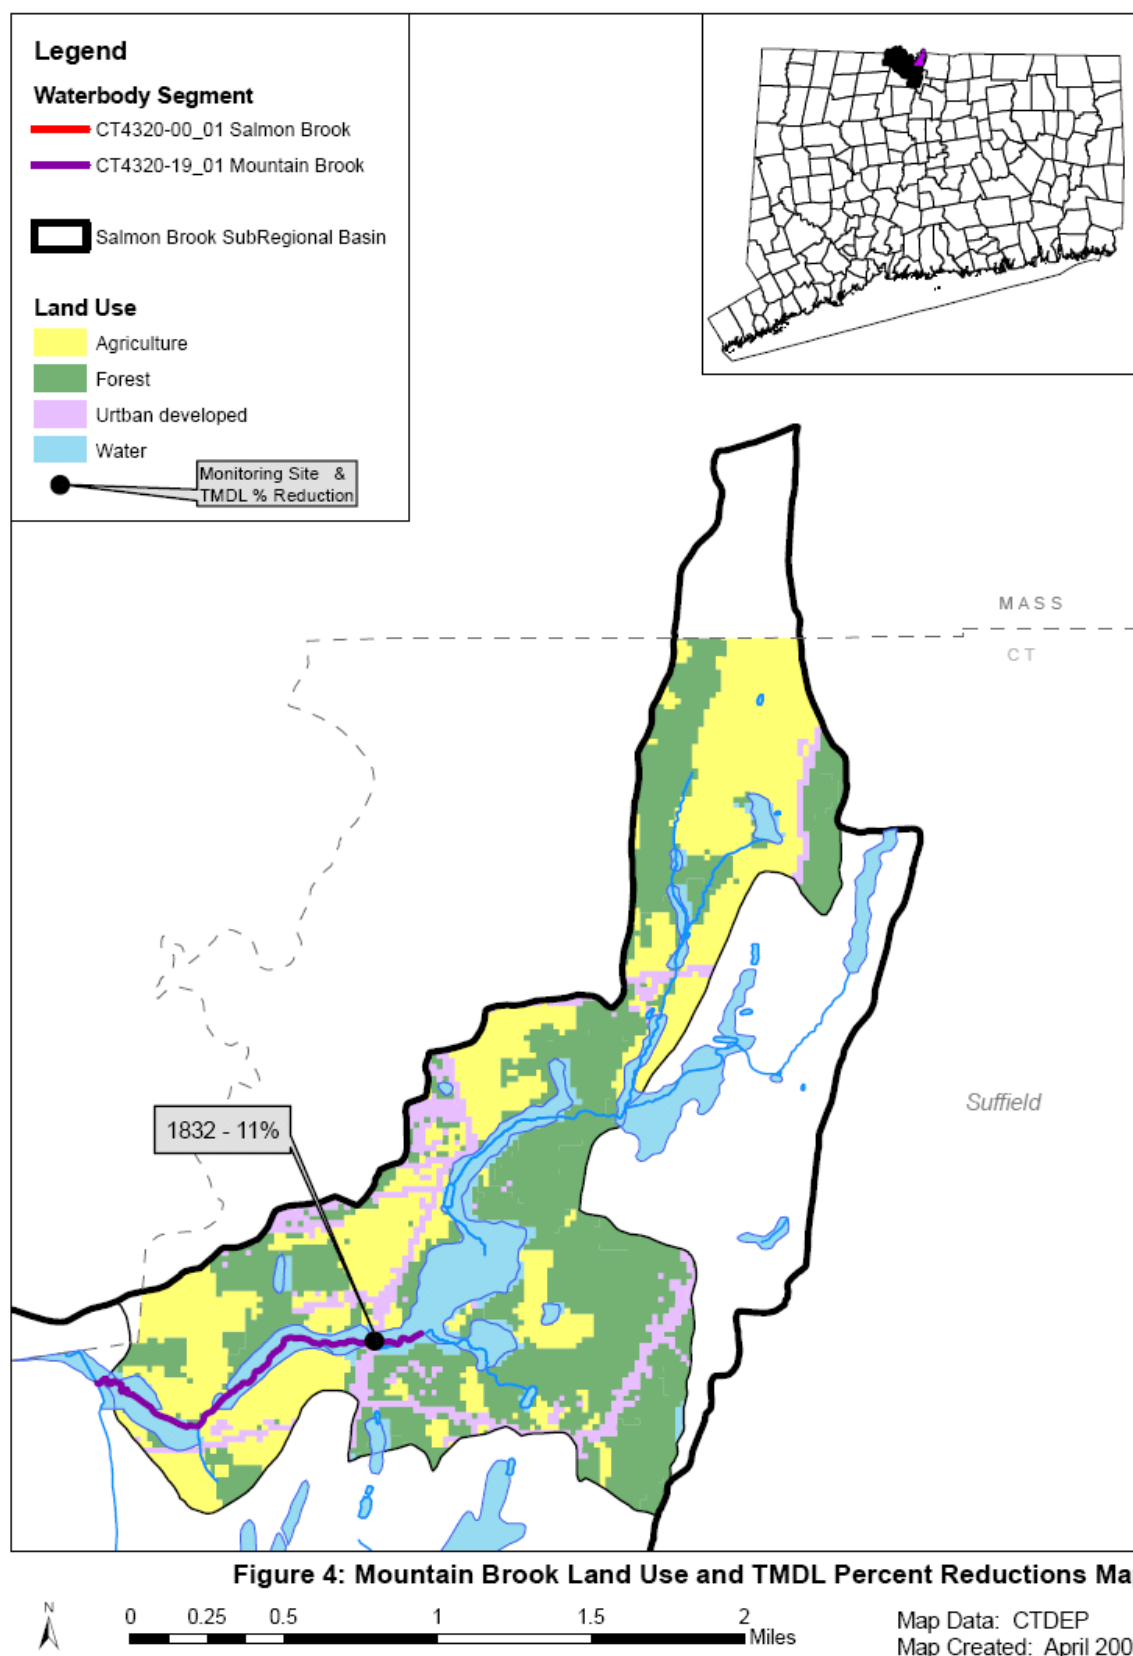 Legend
Waterbody Segment
CT4320-00_01 Salmon Brook
CT4320-19_01 Mountain Brook
Salmon Brook SubRegional Basin
Land Use
Agriculture
Forest
Urtban developed
Water
Monitoring Site &
TMDL % Reduction
MASS
CT
Suffield
1832 - 11%
Figure 4: Mountain Brook Land Use and TMDL Percent Reductions Ma
N
0 0.25 0.5 1 1.5 2
Miles
Map Data: CTDEP
Map Created: April 200